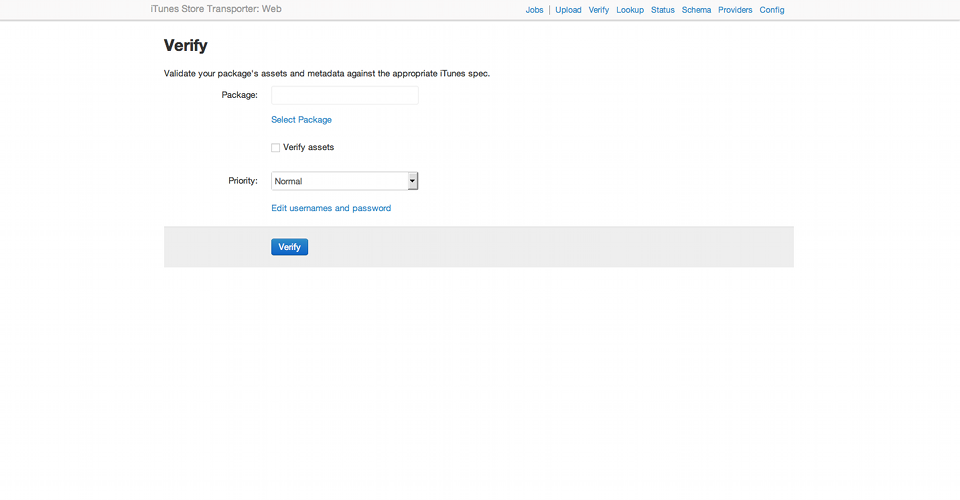 iTunes Store Transporter: Web
Jobs | Upload Verify Lookup Status Schema Providers Config
Verify
Validate your package's assets and metadata against the appropriate iTunes spec.
Package:
Select Package
Verify assets
Priority: Normal
Edit usernames and password
Verify